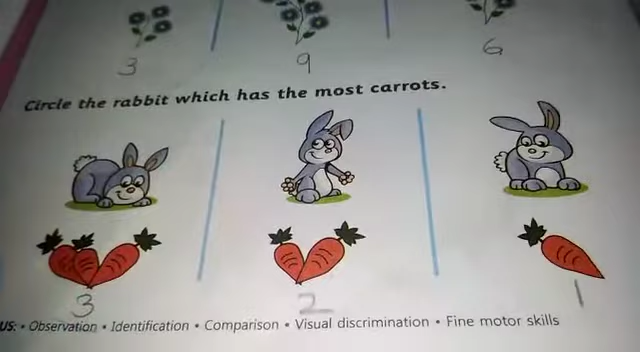 3 9 6
Circle the rabbit which has the most carrots.
3 2 1
US: • Observation • Identification • Comparison • Visual discrimination • Fine motor skills